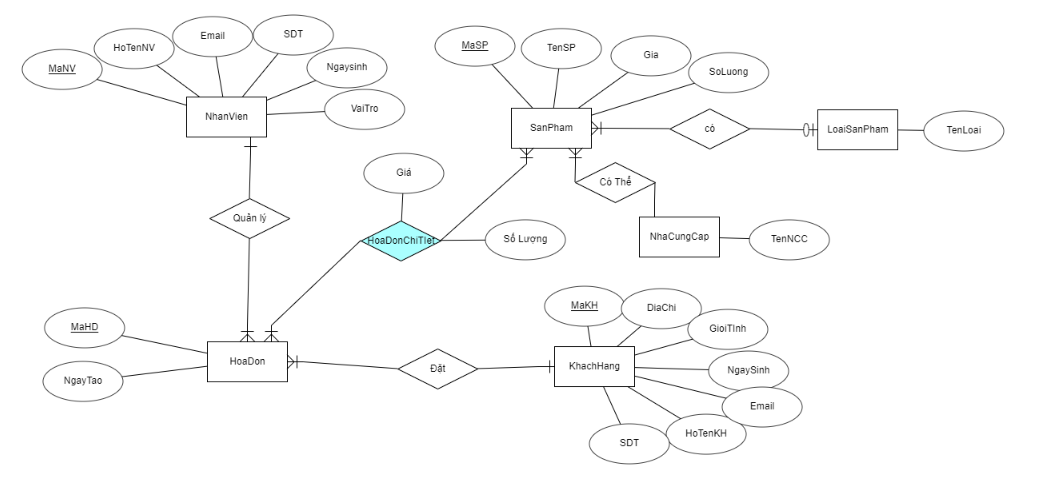 MaNV
HoTenNV
Email
SDT
Ngaysinh
VaiTro
NhanVien
MaSP
TenSP
Gia
SoLuong
SanPham
có
LoaiSanPham
TenLoai
Giá
Có Thể
Quản lý
HoaDonChiTiet
Số Lượng
NhaCungCap
TenNCC
MaHD
NgayTao
HoaDon
Đặt
MaKH
DiaChi
GioiTinh
KhachHang
NgaySinh
Email
HoTenKH
SDT